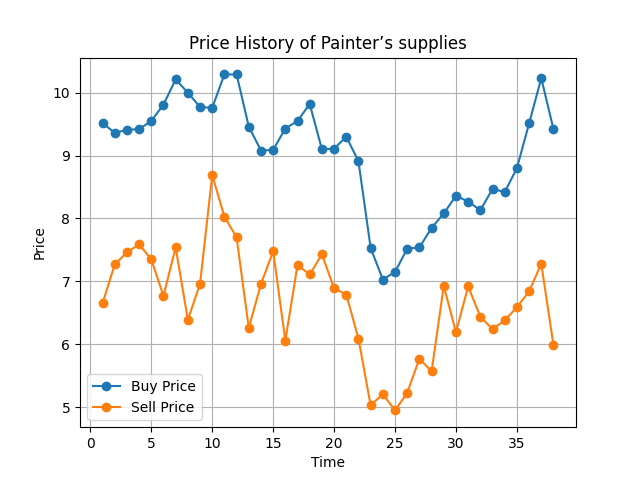 Price History of Painter’s supplies
Price
10
9
8
7
6
5
Buy Price
Sell Price
0 5 10 15 20 25 30 35
Time